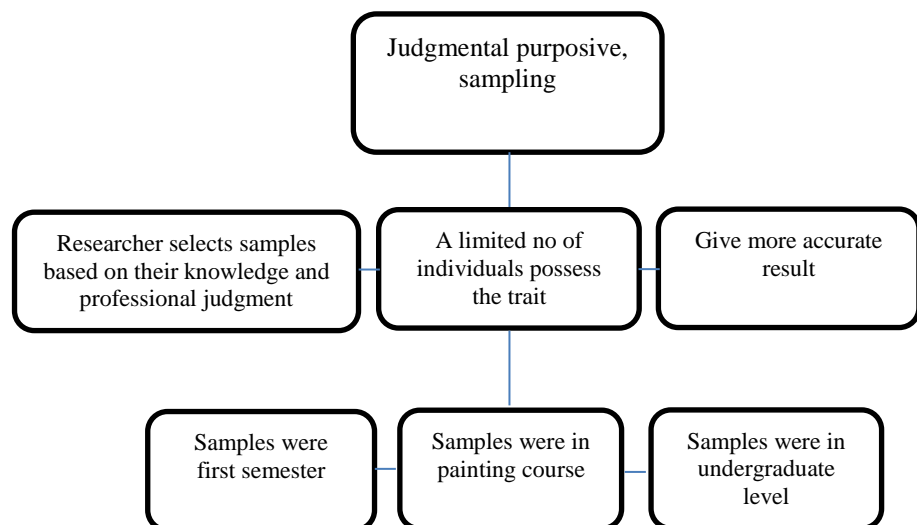 Judgmental purposive,
sampling
Researcher selects samples
based on their knowledge and
professional judgment
A limited no of
individuals possess
the trait
Give more accurate
result
Samples were
first semester
Samples were in
painting course
Samples were in
undergraduate
level